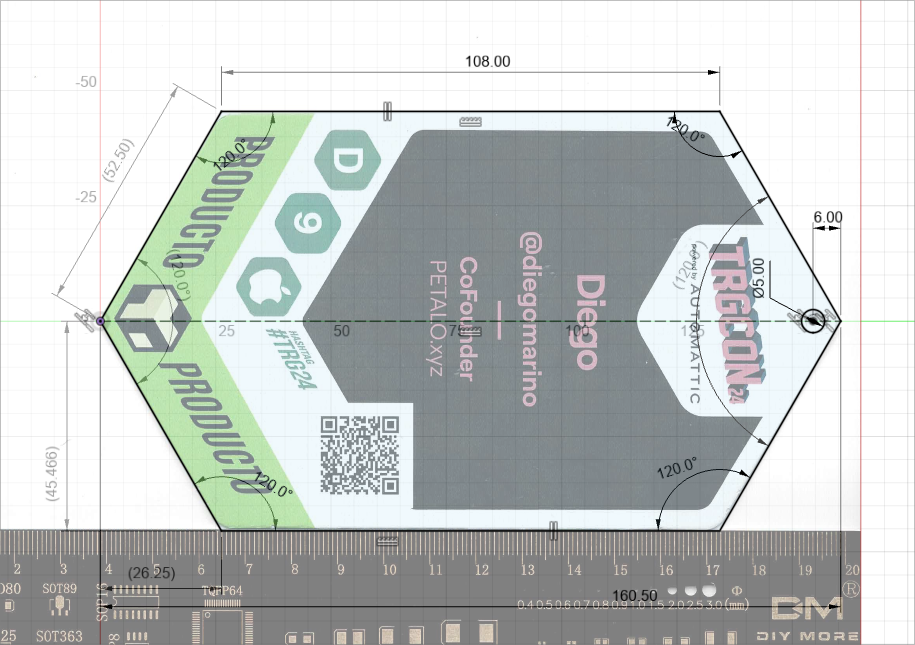 108.00
-50
(52.50)
120.0°
120.0°
-25
PRODUCTO
D
6.00
9
(120.0°)
(120.0°)
Ø5.00
@diegomarino
CoFounder
PETALO.xyz
Diego
powered by AUTOMATTIC
TRGCON
24
25
50
75
100
125
HASHTAG
#TRG24
PRODUCTO
120.0°
120.0°
(45.466)
2 3 4 5 6 7 8 9 10 11 12 13 14 15 16 17 18 19 20
(26.25)
160.50
SOT89
SOP16
TQFP64
Φ
®
0.4 0.5 0.6 0.7 0.8 0.9 1.0 1.5 2.0 2.5 3.0 (mm)
25
SOT363
DM
DIY MORE